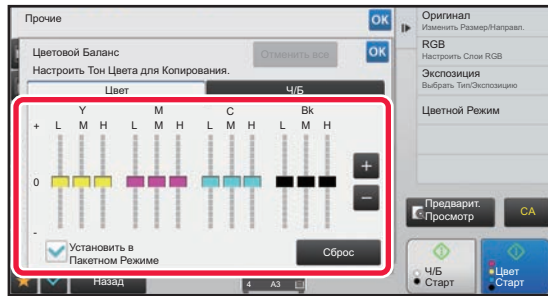 Прочие
OK
Цветовой Баланс
Отменить все
OK
Настроить Тон Цвета для Копирования.
Цвет
Ч/Б
Y M C Bk
+ L M H L M H L M H L M H
+
0
−
-
Установить в
Пакетном Режиме
Сброс
Назад
4 A3
Оригинал
Изменить Размер/Направл.
RGB
Настроить Слои RGB
Экспозиция
Выбрать Тип/Экспозицию
Цветной Режим
Предварит.
Просмотр
CA
Ч/Б
Старт
Цвет
Старт